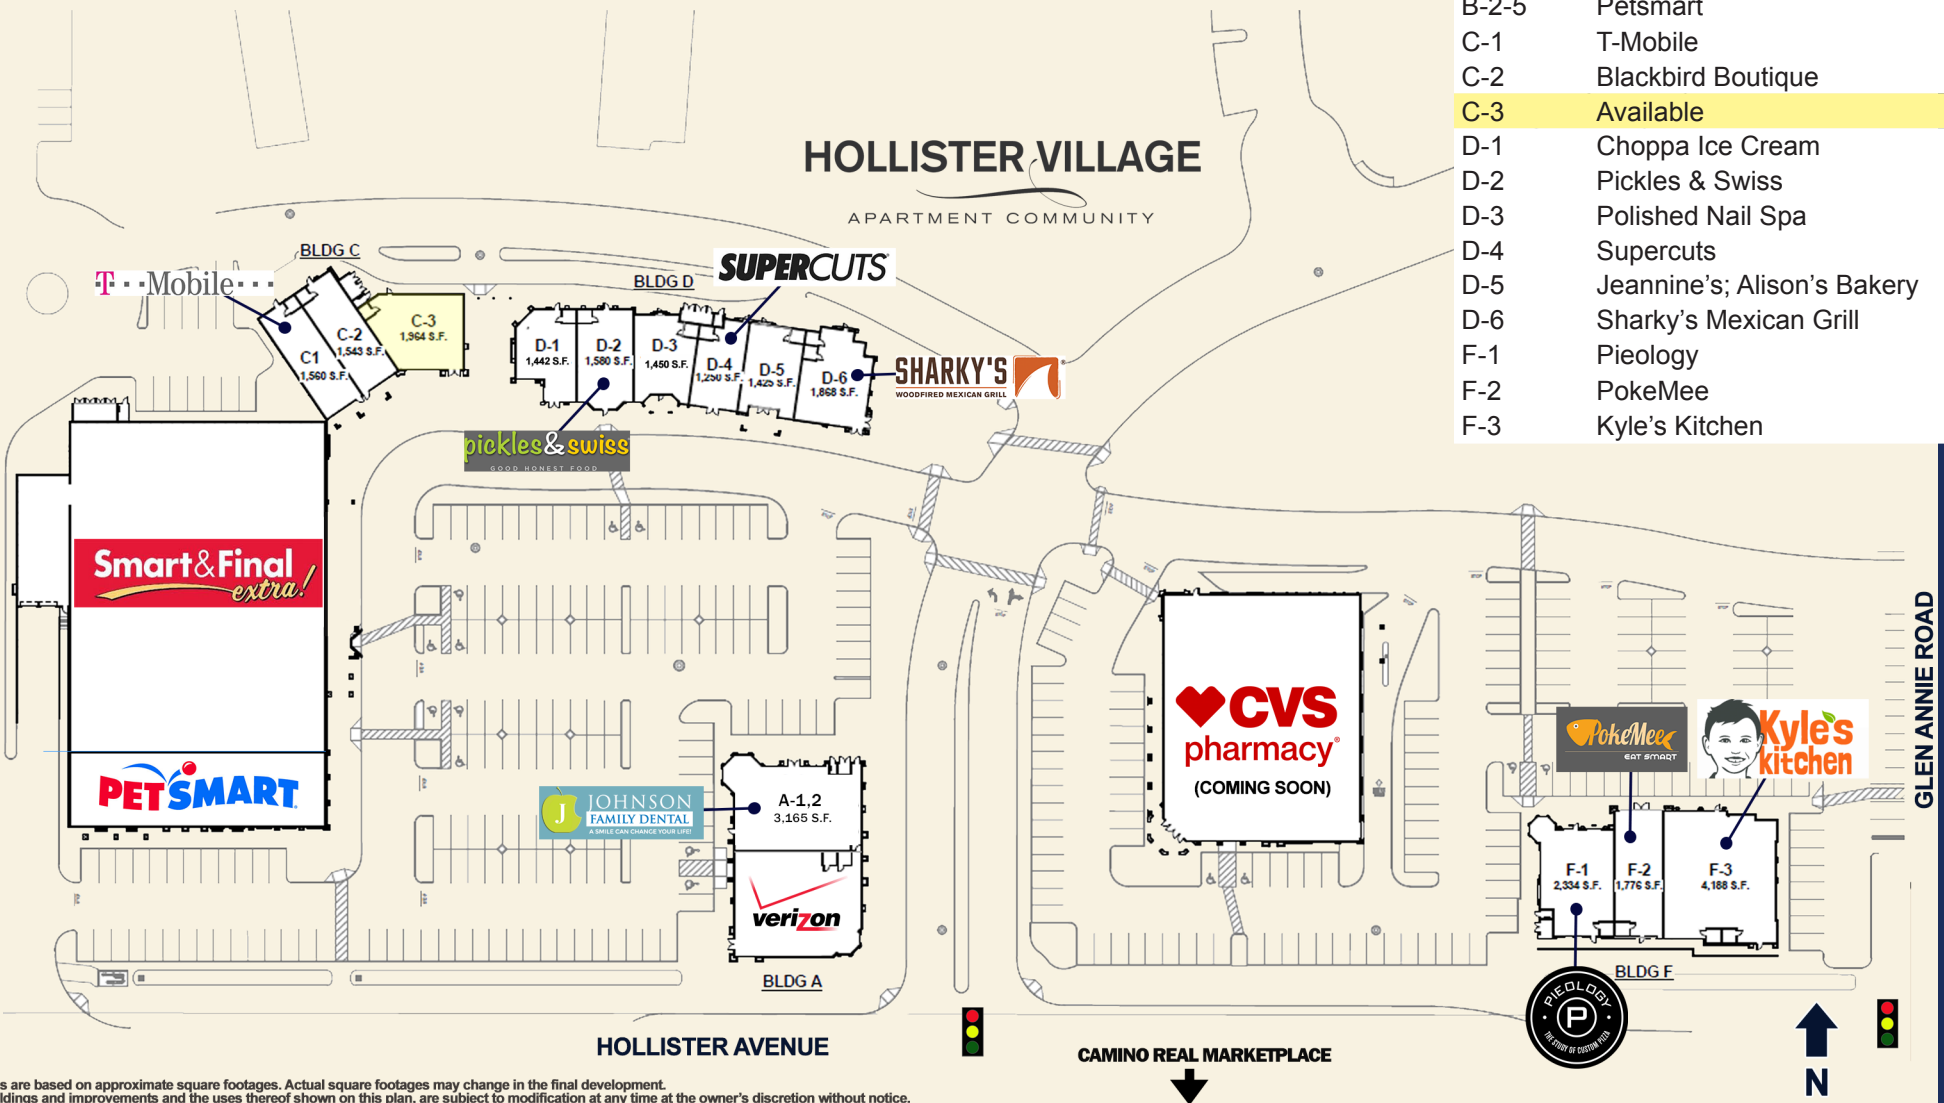 B-2-5 Petsmart
C-1 T-Mobile
C-2 Blackbird Boutique
C-3 Available
D-1 Choppa Ice Cream
D-2 Pickles & Swiss
D-3 Polished Nail Spa
D-4 Supercuts
D-5 Jeannine's; Alison's Bakery
D-6 Sharky's Mexican Grill
F-1 Pieology
F-2 PokeMee
F-3 Kyle's Kitchen
HOLLISTER VILLAGE
APARTMENT COMMUNITY
BLDG C
T··Mobile···
C1
1,560 S.F.
C-2
1,543 S.F.
C-3
1,964 S.F.
BLDG D
SUPERCUTS
D-1
1,442 S.F.
D-2
1,580 S.F.
D-3
1,450 S.F.
D-4
1,250 S.F.
D-5
1,425 S.F.
D-6
1,868 S.F.
SHARKY'S
WOODFIRED MEXICAN GRILL
pickles&swiss
GOOD HONEST FOOD
Smart&Final
extra!
PETSMART
J
JOHNSON
FAMILY DENTAL
A SMILE CAN CHANGE YOUR LIFE!
A-1,2
3,165 S.F.
verizon
BLDG A
CVS
pharmacy®
(COMING SOON)
PokeMee
EAT SMART
Kyle's
kitchen
F-1
2,334 S.F.
F-2
1,776 S.F.
F-3
4,188 S.F.
BLDG F
PIEOLOGY
P
THE STUDY OF CUSTOM PIZZA
GLEN ANNIE ROAD
HOLLISTER AVENUE
CAMINO REAL MARKETPLACE
N
s are based on approximate square footages. Actual square footages may change in the final development.
ldings and improvements and the uses thereof shown on this plan, are subject to modification at any time at the owner's discretion without notice.